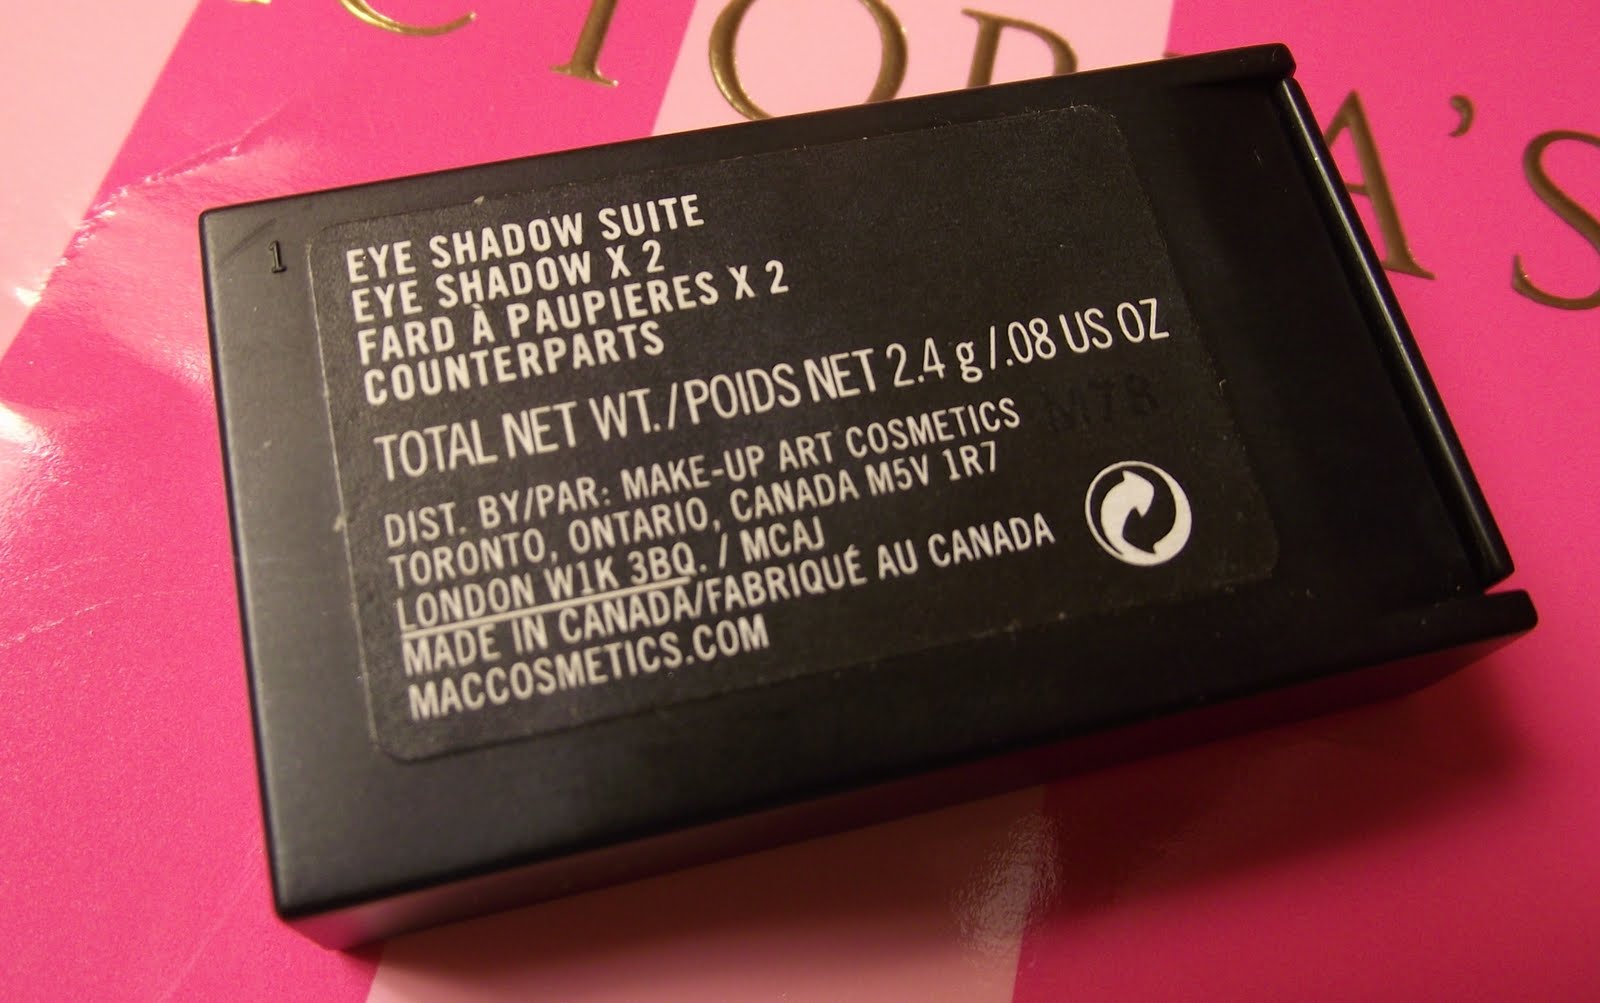 CTORIA'S
1
EYE SHADOW SUITE
EYE SHADOW X 2
FARD À PAUPIERES X 2
COUNTERPARTS
TOTAL NET WT./POIDS NET 2.4 g/.08 US OZ
M78
DIST. BY/PAR: MAKE-UP ART COSMETICS
TORONTO, ONTARIO, CANADA M5V 1R7
LONDON W1K 3BQ. / MCAJ
MADE IN CANADA/FABRIQUÉ AU CANADA
MACCOSMETICS.COM